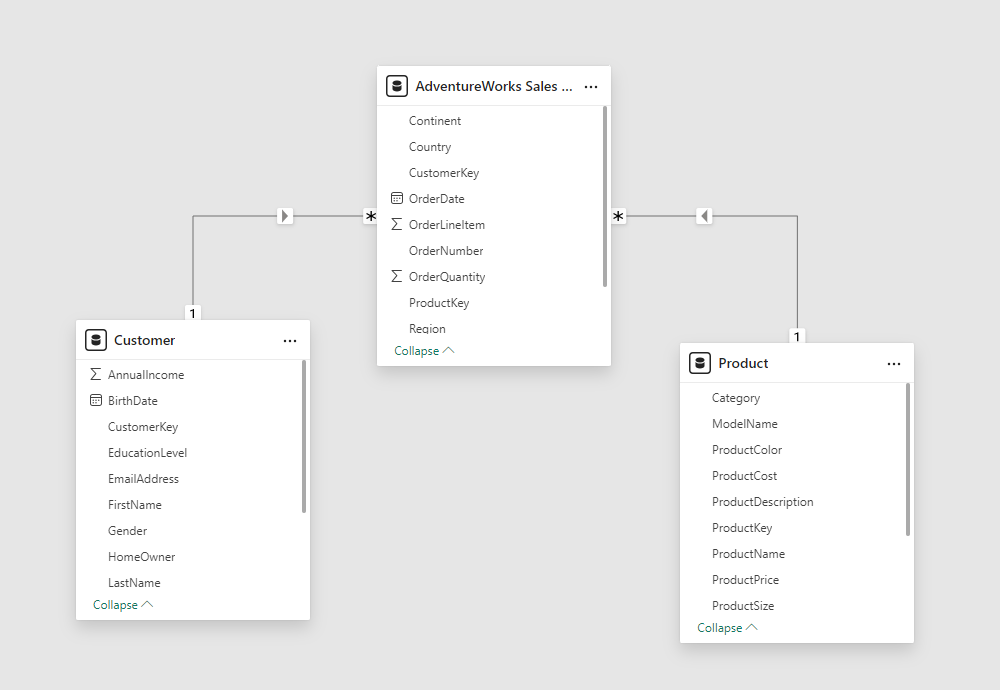 AdventureWorks Sales ...
Continent
Country
CustomerKey
OrderDate
OrderLineItem
OrderNumber
OrderQuantity
ProductKey
Region
Collapse
*
*
1
1
Customer
AnnualIncome
BirthDate
CustomerKey
EducationLevel
EmailAddress
FirstName
Gender
HomeOwner
LastName
Collapse
Product
Category
ModelName
ProductColor
ProductCost
ProductDescription
ProductKey
ProductName
ProductPrice
ProductSize
Collapse